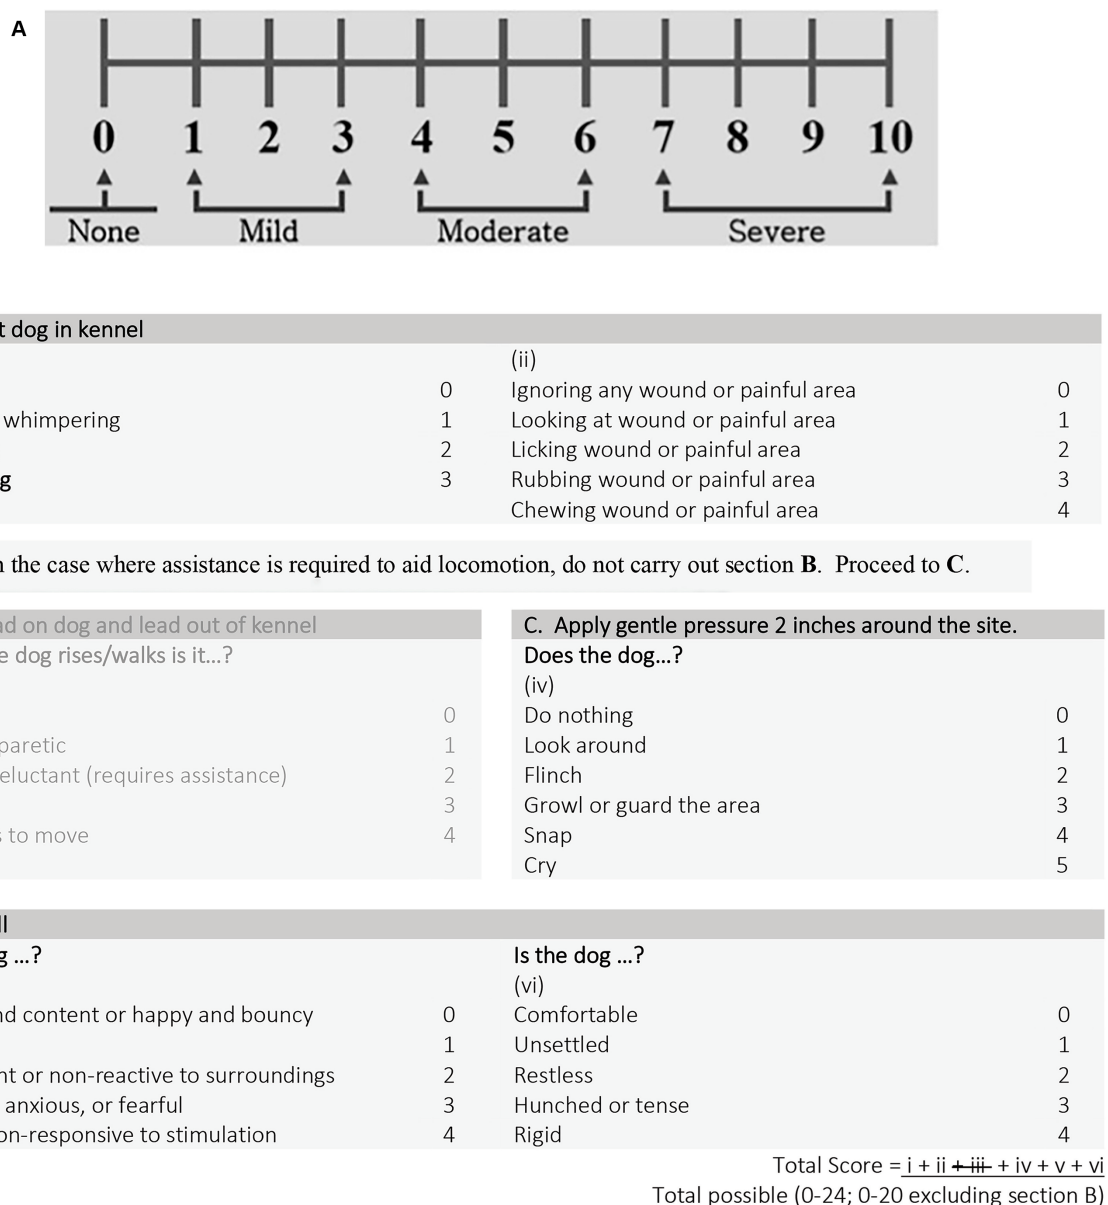 A
0 1 2 3 4 5 6 7 8 9 10
None Mild Moderate Severe
t dog in kennel
(ii)
0 Ignoring any wound or painful area 0
whimpering 1 Looking at wound or painful area 1
2 Licking wound or painful area 2
g 3 Rubbing wound or painful area 3
Chewing wound or painful area 4
n the case where assistance is required to aid locomotion, do not carry out section B. Proceed to C.
ad on dog and lead out of kennel
e dog rises/walks is it...?
0
paretic 1
eluctant (requires assistance) 2
3
s to move 4
C. Apply gentle pressure 2 inches around the site.
Does the dog...?
(iv)
Do nothing 0
Look around 1
Flinch 2
Growl or guard the area 3
Snap 4
Cry 5
ll
g ...? Is the dog ...?
(vi)
nd content or happy and bouncy 0 Comfortable 0
1 Unsettled 1
nt or non-reactive to surroundings 2 Restless 2
anxious, or fearful 3 Hunched or tense 3
on-responsive to stimulation 4 Rigid 4
Total Score = i + ii + iii + iv + v + vi
Total possible (0-24; 0-20 excluding section B)